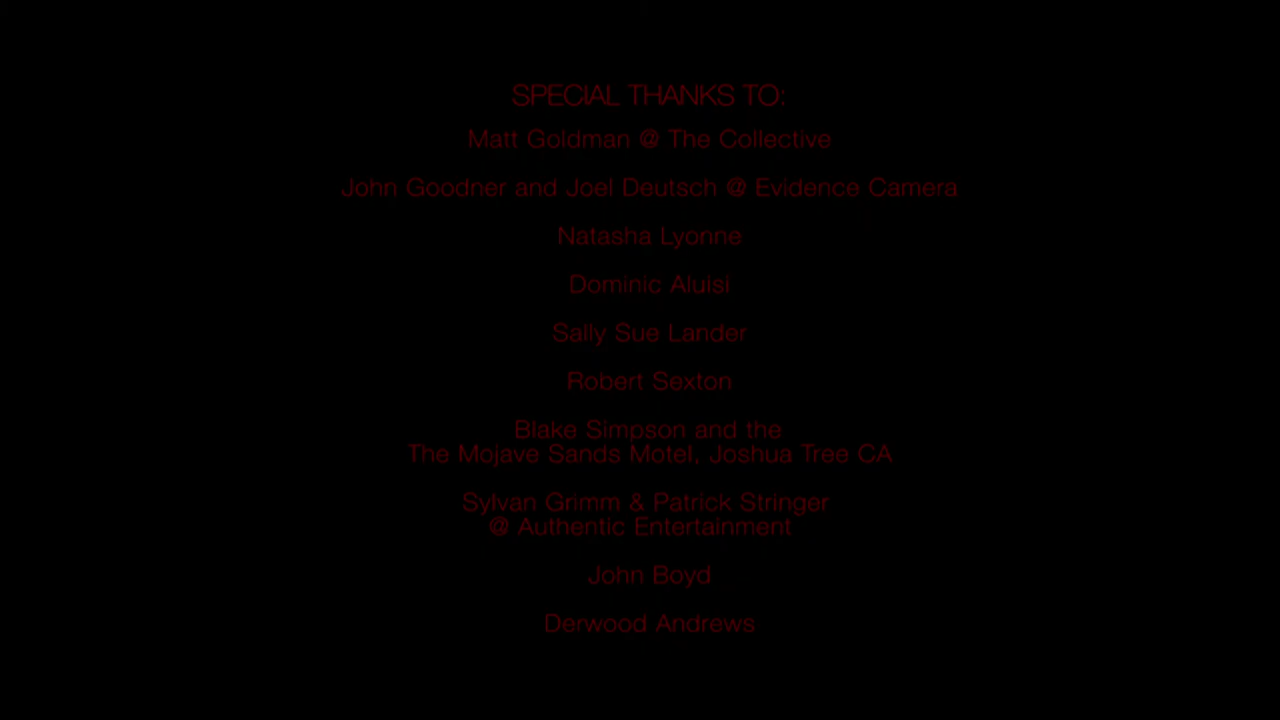 SPECIAL THANKS TO:
Matt Goldman @ The Collective
John Goodner and Joel Deutsch @ Evidence Camera
Natasha Lyonne
Dominic Aluisi
Sally Sue Lander
Robert Sexton
Blake Simpson and the
The Mojave Sands Motel, Joshua Tree CA
Sylvan Grimm & Patrick Stringer
@ Authentic Entertainment
John Boyd
Derwood Andrews